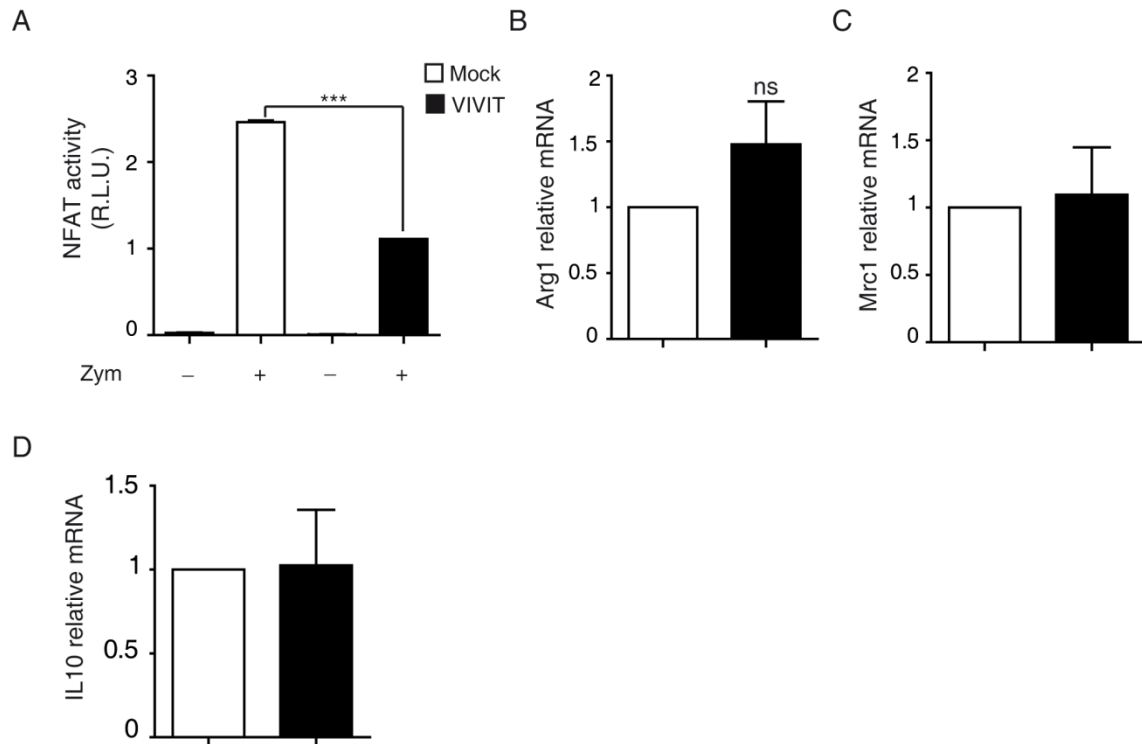 A
NFAT activity
(R.L.U.)
3
2
1
0
***
Mock
VIVIT
Zym
–
+
–
+
B
Arg1 relative mRNA
2
1.5
1
0.5
0
ns
C
Mrc1 relative mRNA
2
1.5
1
0.5
0
D
IL10 relative mRNA
1.5
1
0.5
0